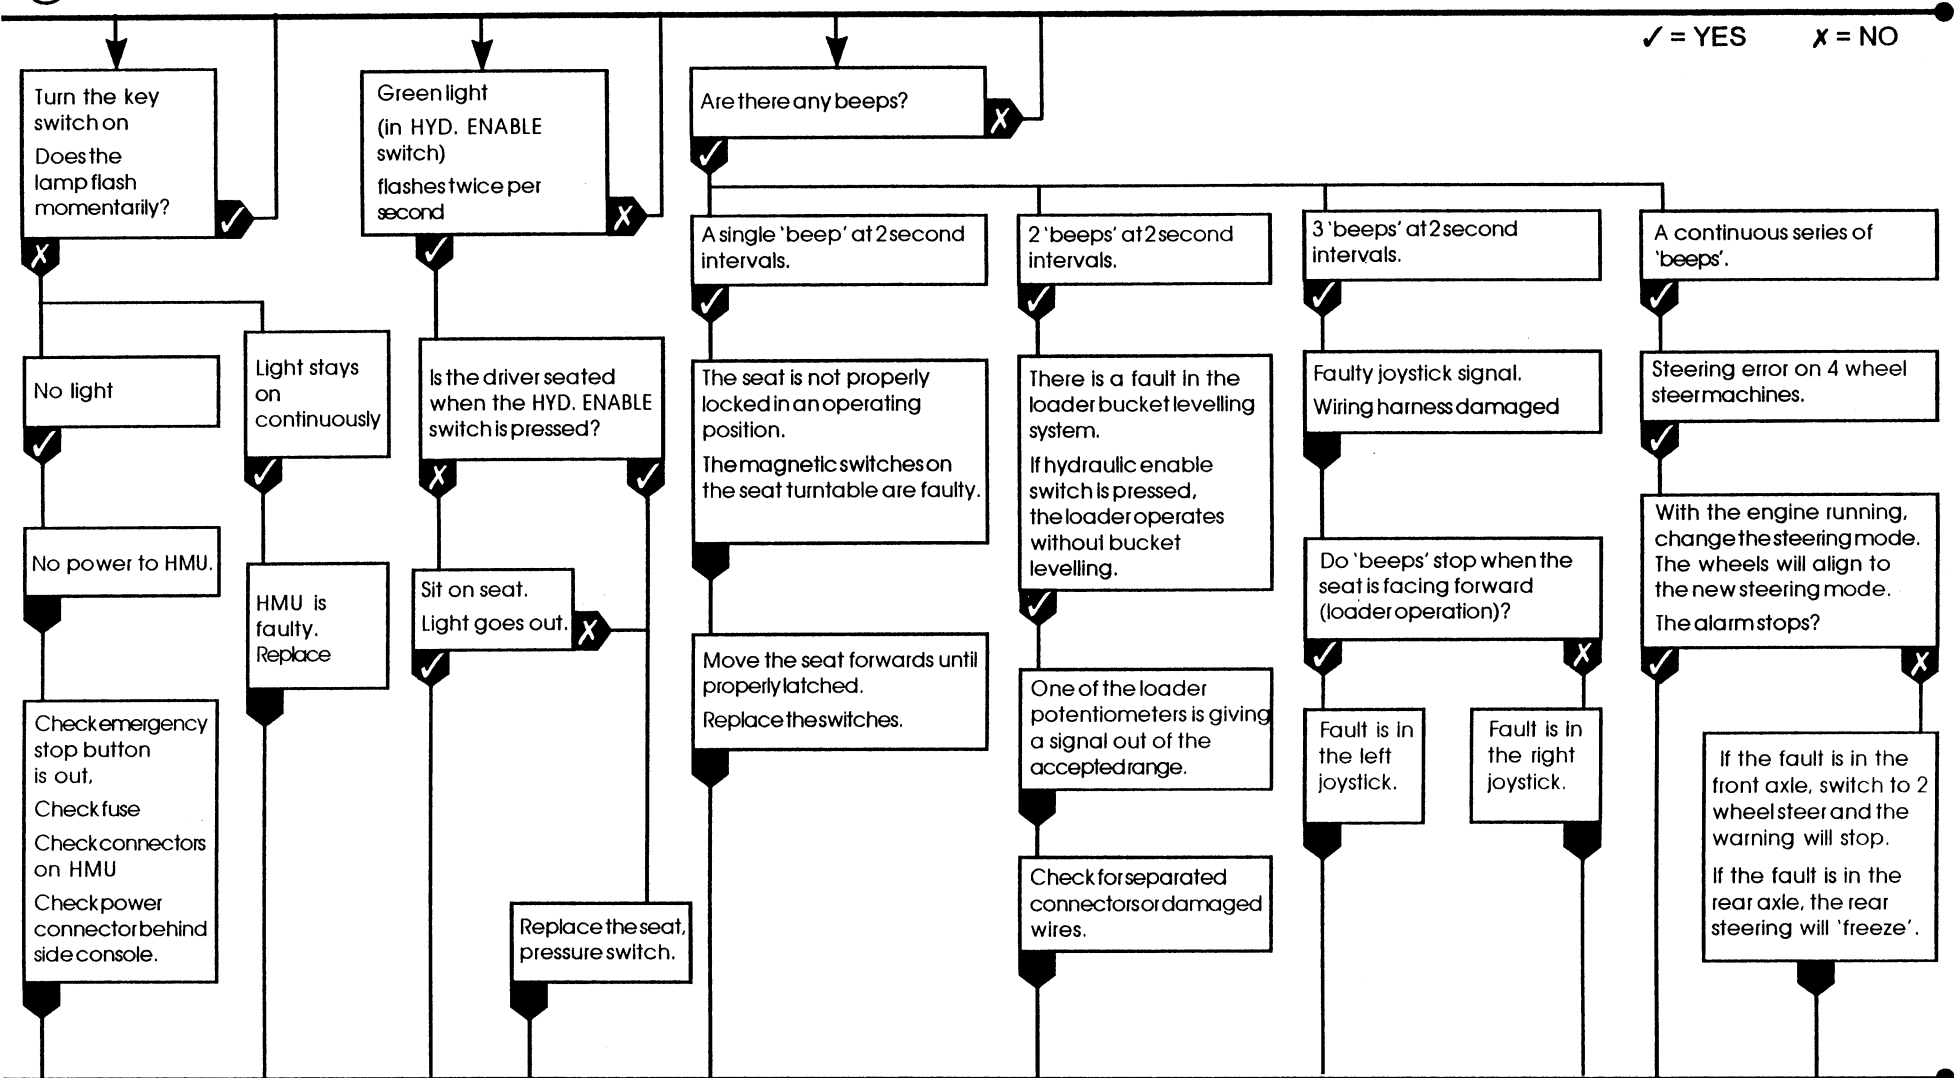 ✓ = YES ✗ = NO
Turn the key
switch on
Does the
lamp flash
momentarily?
✓
✗
No light
✓
No power to HMU.
Check emergency
stop button
is out,
Check fuse
Check connectors
on HMU
Check power
connector behind
side console.
Light stays
on
continuously
✓
HMU is
faulty.
Replace
Green light
(in HYD. ENABLE
switch)
flashes twice per
second
✗
✓
Is the driver seated
when the HYD. ENABLE
switch is pressed?
✗ ✓
Sit on seat.
Light goes out.
✗
✓
Replace the seat,
pressure switch.
Are there any beeps?
✗
✓
A single 'beep' at 2 second
intervals.
✓
The seat is not properly
locked in an operating
position.
The magnetic switches on
the seat turntable are faulty.
Move the seat forwards until
properly latched.
Replace the switches.
2 'beeps' at 2 second
intervals.
✓
There is a fault in the
loader bucket levelling
system.
If hydraulic enable
switch is pressed,
the loader operates
without bucket
levelling.
✓
One of the loader
potentiometers is giving
a signal out of the
accepted range.
Check for separated
connectors or damaged
wires.
3 'beeps' at 2 second
intervals.
✓
Faulty joystick signal.
Wiring harness damaged
Do 'beeps' stop when the
seat is facing forward
(loader operation)?
✓ ✗
Fault is in
the left
joystick.
Fault is in
the right
joystick.
A continuous series of
'beeps'.
✓
Steering error on 4 wheel
steer machines.
✓
With the engine running,
change the steering mode.
The wheels will align to
the new steering mode.
The alarm stops?
✓ ✗
If the fault is in the
front axle, switch to 2
wheel steer and the
warning will stop.
If the fault is in the
rear axle, the rear
steering will 'freeze'.